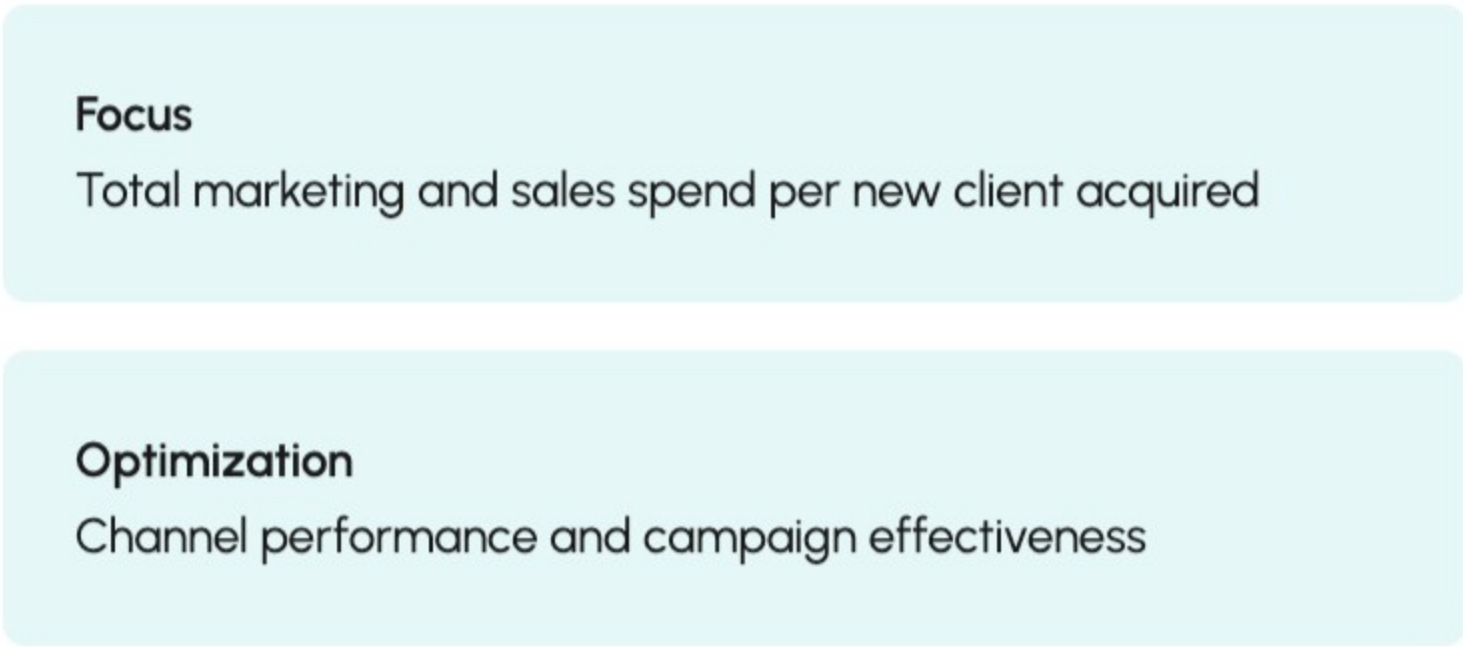 Focus
Total marketing and sales spend per new client acquired
Optimization
Channel performance and campaign effectiveness